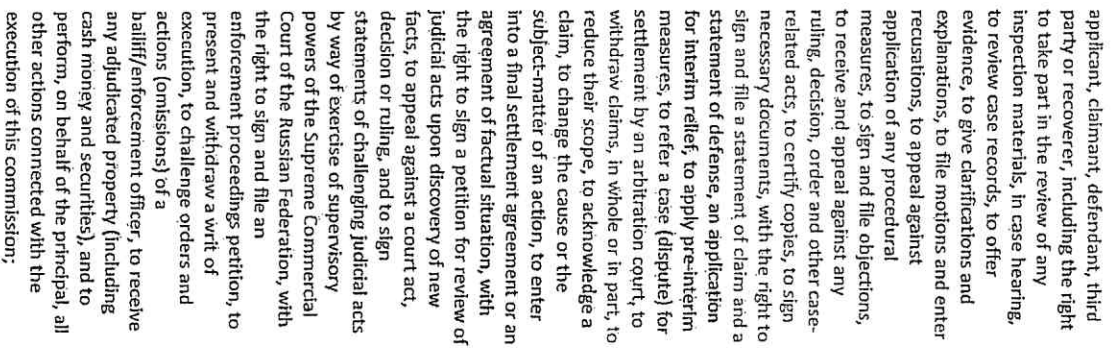 applicant, claimant, defendant, third
party or recoverer, including the right
to take part in the review of any
inspection materials, in case hearing,
to review case records, to offer
evidence, to give clarifications and
explanations, to file motions and enter
recusations, to appeal against
application of any procedural
measures, to sign and file objections,
to receive and appeal against any
ruling, decision, order and other case-
related acts, to certify copies, to sign
necessary documents, with the right to
sign and file a statement of claim and a
statement of defense, an application
for interim relief, to apply pre-interim
measures, to refer a case (dispute) for
settlement by an arbitration court, to
withdraw claims, in whole or in part, to
reduce their scope, to acknowledge a
claim, to change the cause or the
subject-matter of an action, to enter
into a final settlement agreement or an
agreement of factual situation, with
the right to sign a petition for review of
judicial acts upon discovery of new
facts, to appeal against a court act,
decision or ruling, and to sign
statements of challenging judicial acts
by way of exercise of supervisory
powers of the Supreme Commercial
Court of the Russian Federation, with
the right to sign and file an
enforcement proceedings petition, to
present and withdraw a writ of
execution, to challenge orders and
actions (omissions) of a
bailiff/enforcement officer, to receive
any adjudicated property (including
cash money and securities), and to
perform, on behalf of the principal, all
other actions connected with the
execution of this commission;